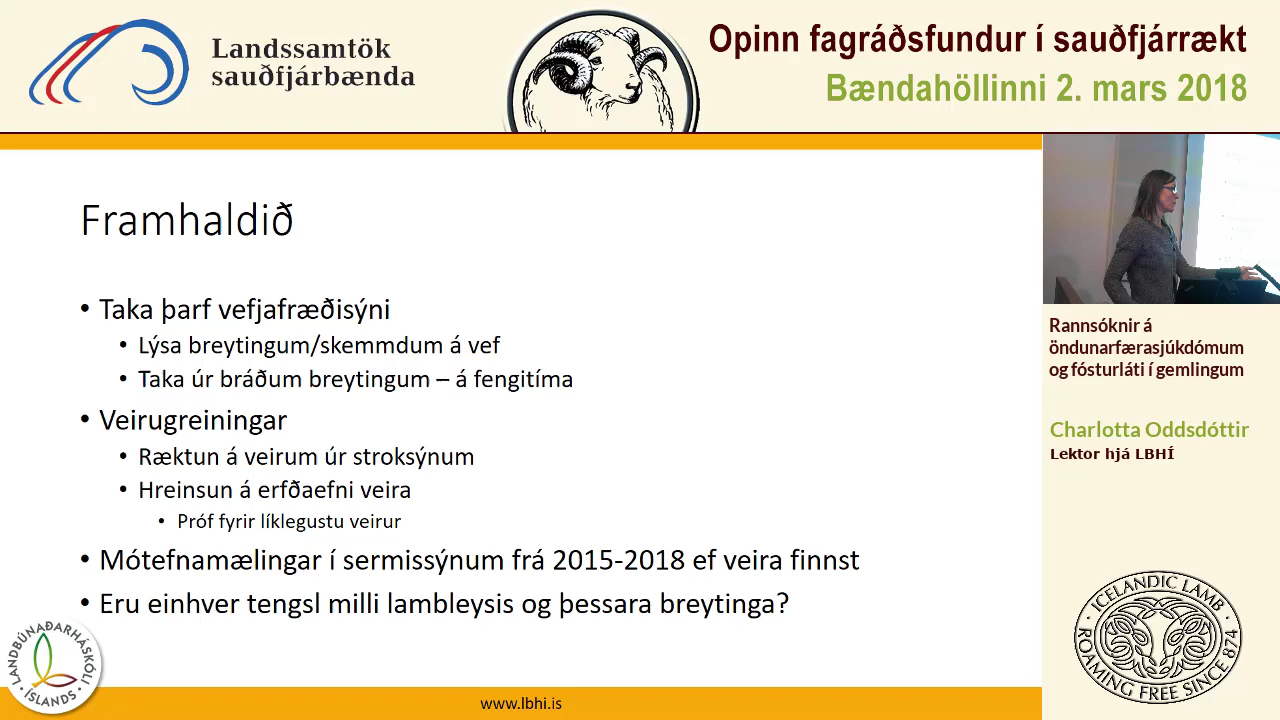 Landssamtök
sauðfjárbænda
Opinn fagráðsfundur í sauðfjárrækt
Bændahöllinni 2. mars 2018
Framhaldið
• Taka þarf vefjafræðisýni
• Lýsa breytingum/skemmdum á vef
• Taka úr bráðum breytingum – á fengitíma
• Veirugreiningar
• Ræktun á veirum úr stroksýnum
• Hreinsun á erfðaefni veira
• Próf fyrir líklegustu veirur
• Mótefnamælingar í sermissýnum frá 2015-2018 ef veira finnst
• Eru einhver tengsl milli lambleysis og þessara breytinga?
Rannsóknir á
öndunarfærasjúkdómum
og fósturláti í gemlingum
Charlotta Oddsdóttir
Lektor hjá LBHÍ
· ICELANDIC LAMB ·
ROAMING FREE SINCE 874
LANDBÚNAÐARHÁSKÓLI
· ÍSLANDS ·
www.lbhi.is